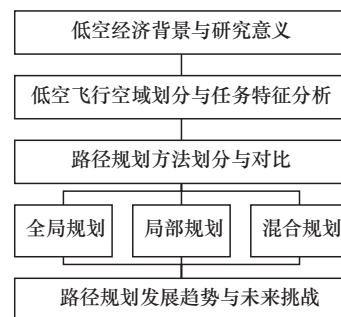 低空经济背景与研究意义
低空飞行空域划分与任务特征分析
路径规划方法划分与对比
全局规划
局部规划
混合规划
路径规划发展趋势与未来挑战